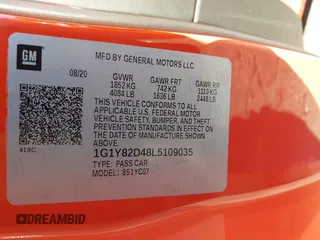 GM
MFD BY GENERAL MOTORS LLC
08/20 GVWR GAWR FRT GAWR RR
1852 KG 742 KG 1110 KG
4084 LB 1636 LB 2448 LB
THIS VEHICLE CONFORMS TO ALL
APPLICABLE U.S. FEDERAL MOTOR
VEHICLE SAFETY, BUMPER, AND THEFT
PREVENTION STANDARDS IN EFFECT ON
THE DATE OF MANUFACTURE SHOWN
ABOVE.
418C
1G1Y82D48L5109035
TYPE: PASS CAR
MODEL: 851YC07
DREAMBID